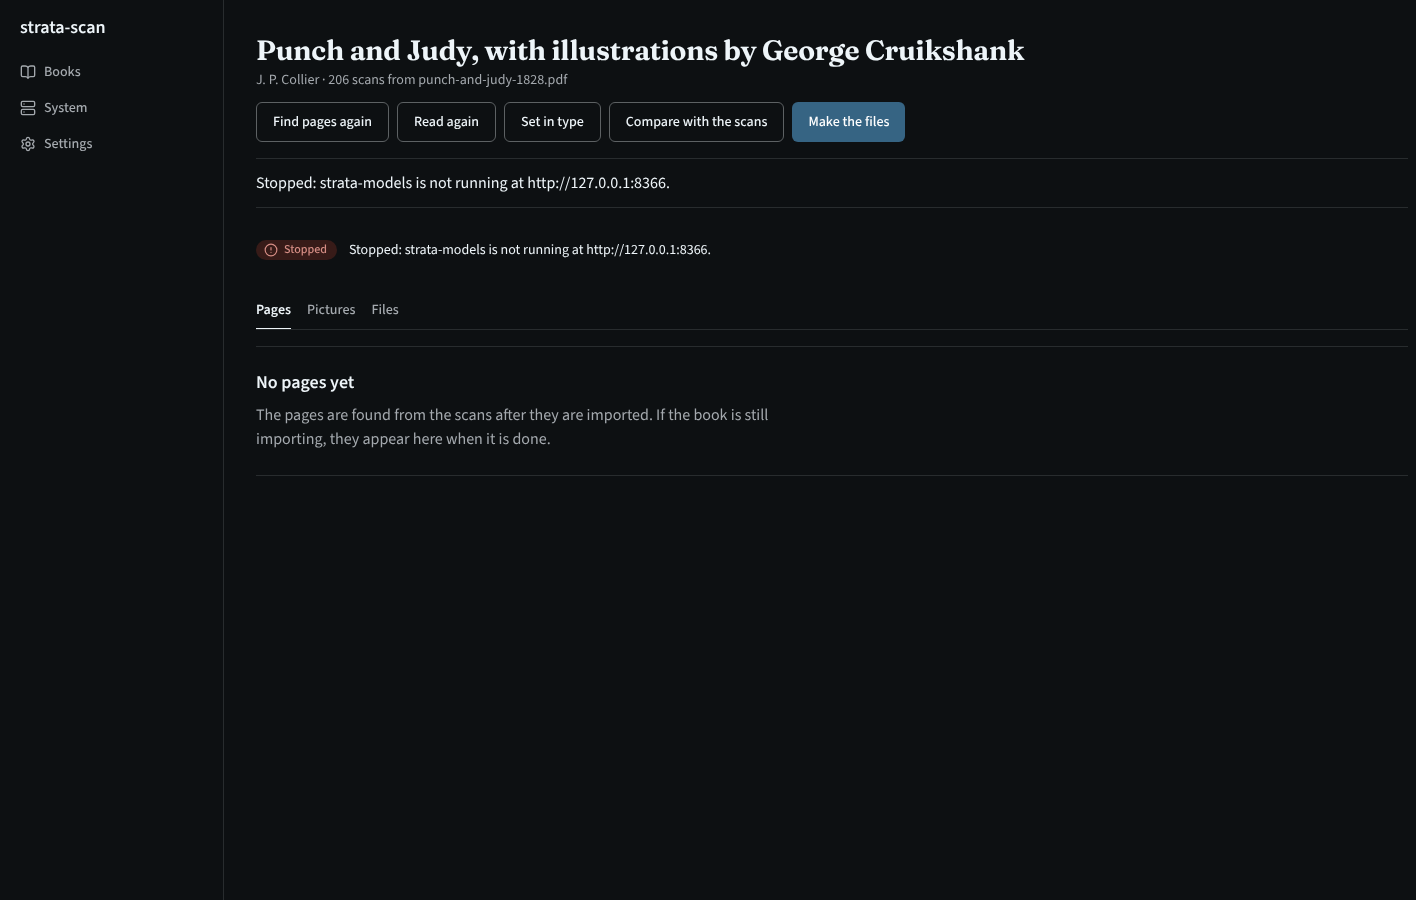 strata-scan
Books
System
Settings
Punch and Judy, with illustrations by George Cruikshank
J. P. Collier · 206 scans from punch-and-judy-1828.pdf
Find pages again
Read again
Set in type
Compare with the scans
Make the files
Stopped: strata-models is not running at http://127.0.0.1:8366.
Stopped
Stopped: strata-models is not running at http://127.0.0.1:8366.
Pages
Pictures
Files
No pages yet
The pages are found from the scans after they are imported. If the book is still
importing, they appear here when it is done.